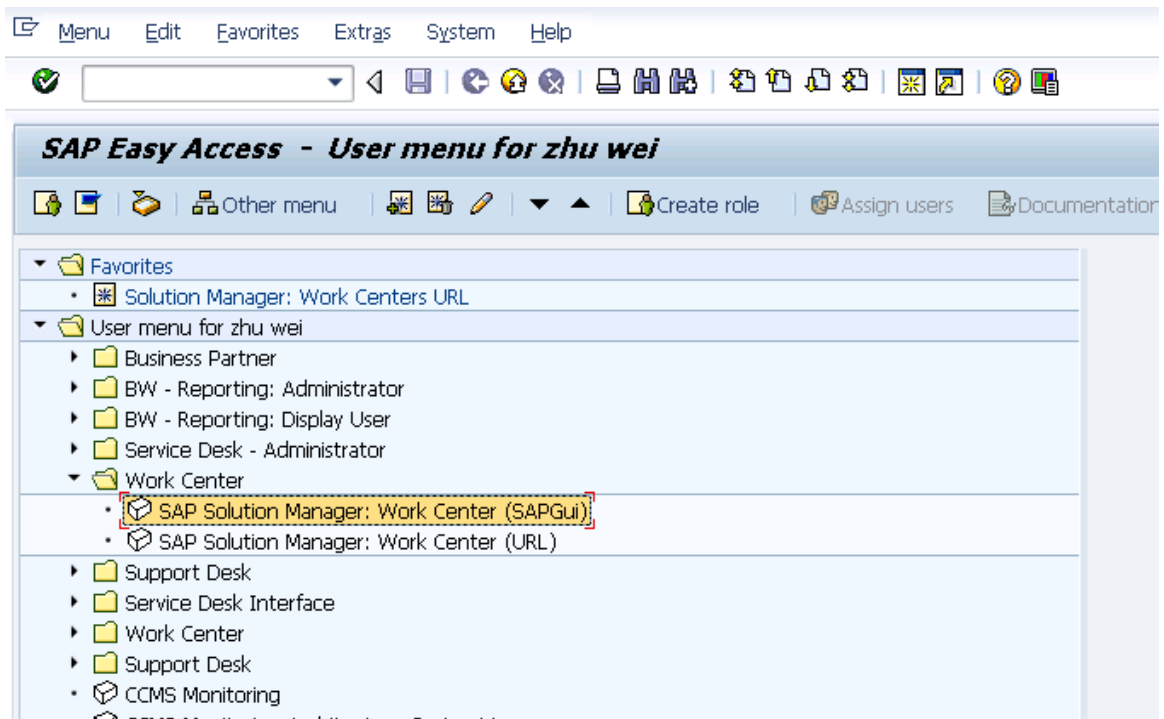 Menu Edit Favorites Extras System Help
SAP Easy Access - User menu for zhu wei
Other menu Create role Assign users Documentation
Favorites
Solution Manager: Work Centers URL
User menu for zhu wei
Business Partner
BW - Reporting: Administrator
BW - Reporting: Display User
Service Desk - Administrator
Work Center
SAP Solution Manager: Work Center (SAPGui)
SAP Solution Manager: Work Center (URL)
Support Desk
Service Desk Interface
Work Center
Support Desk
CCMS Monitoring